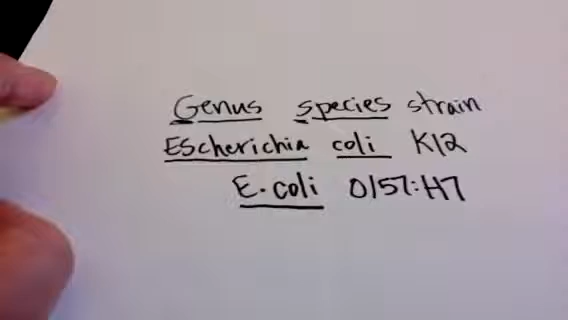 Genus species strain
Escherichia coli K12
E. coli O157:H7